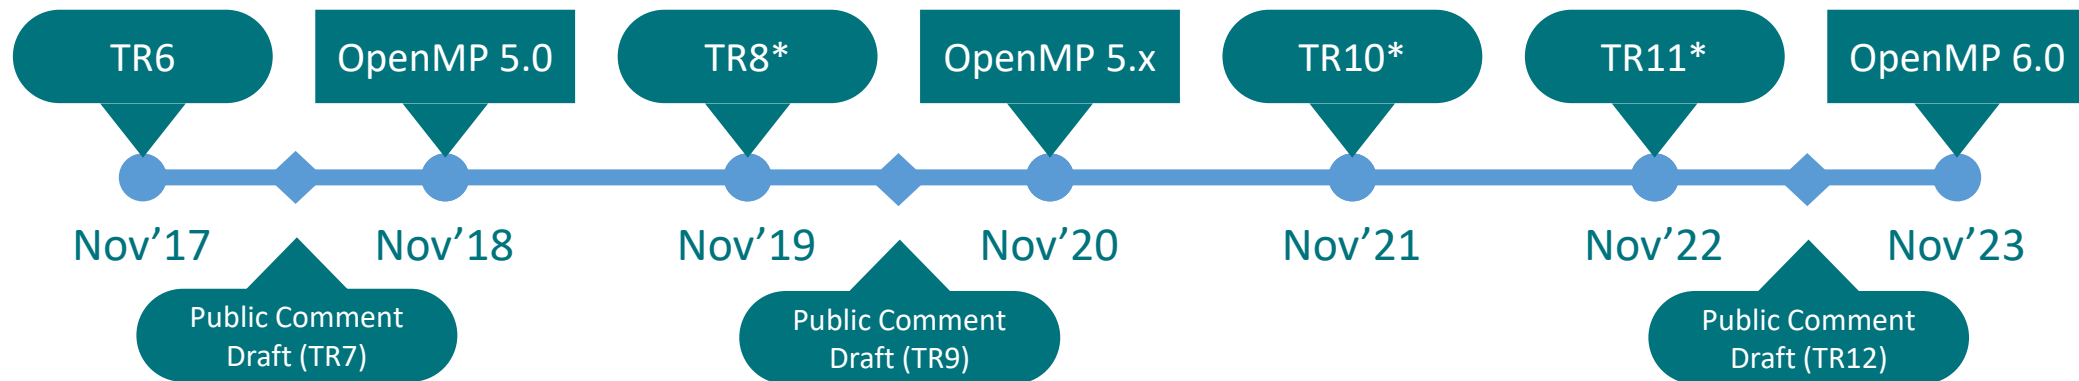 TR6
OpenMP 5.0
TR8*
OpenMP 5.x
TR10*
TR11*
OpenMP 6.0
Nov’17
Nov’18
Nov’19
Nov’20
Nov’21
Nov’22
Nov’23
Public Comment
Draft (TR7)
Public Comment
Draft (TR9)
Public Comment
Draft (TR12)